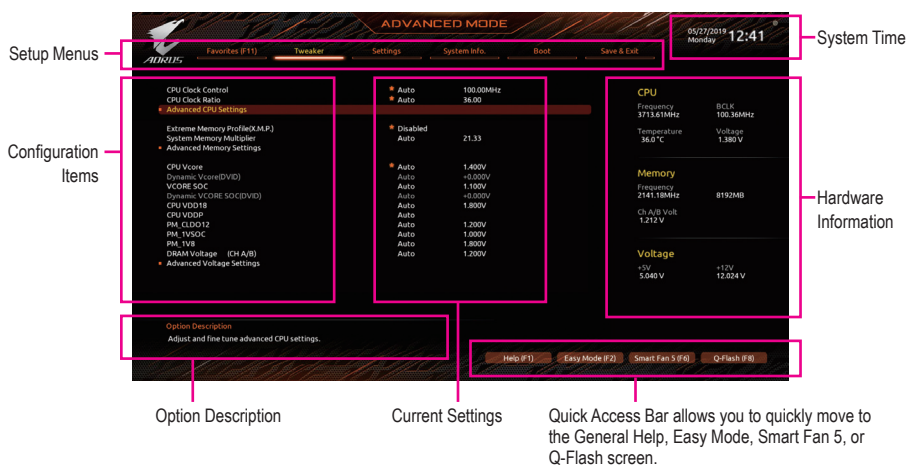 ADVANCED MODE
05/27/2019
Monday
12:41
System Time
Setup Menus
AORUS
Favorites (F11)
Tweaker
Settings
System Info.
Boot
Save & Exit
CPU Clock Control Auto 100.00MHz
CPU Clock Ratio Auto 36.00
Advanced CPU Settings
Extreme Memory Profile(X.M.P.) Disabled
System Memory Multiplier Auto 21.33
Advanced Memory Settings
CPU Vcore Auto 1.400V
Dynamic Vcore(DVID) Auto +0.000V
VCORE SOC Auto 1.100V
Dynamic VCORE SOC(DVID) Auto +0.000V
CPU VDD18 Auto 1.800V
CPU VDDP Auto
PM_CLDO12 Auto 1.200V
PM_1VSOC Auto 1.000V
PM_1V8 Auto 1.800V
DRAM Voltage (CH A/B) Auto 1.200V
Advanced Voltage Settings
Configuration
Items
CPU
Frequency BCLK
3713.61MHz 100.36MHz
Temperature Voltage
36.0 °C 1.380 V
Memory
Frequency
2141.18MHz 8192MB
Ch A/B Volt
1.212 V
Voltage
+5V +12V
5.040 V 12.024 V
Hardware
Information
Option Description
Adjust and fine tune advanced CPU settings.
Help (F1)
Easy Mode (F2)
Smart Fan 5 (F6)
Q-Flash (F8)
Option Description
Current Settings
Quick Access Bar allows you to quickly move to
the General Help, Easy Mode, Smart Fan 5, or
Q-Flash screen.